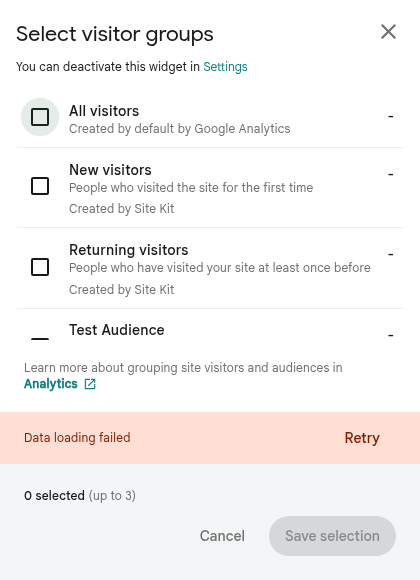 Select visitor groups
You can deactivate this widget in Settings
All visitors
-
Created by default by Google Analytics
New visitors
-
People who visited the site for the first time
Created by Site Kit
Returning visitors
-
People who have visited your site at least once before
Created by Site Kit
Test Audience
-
Learn more about grouping site visitors and audiences in
Analytics
Data loading failed
Retry
0 selected (up to 3)
Cancel
Save selection